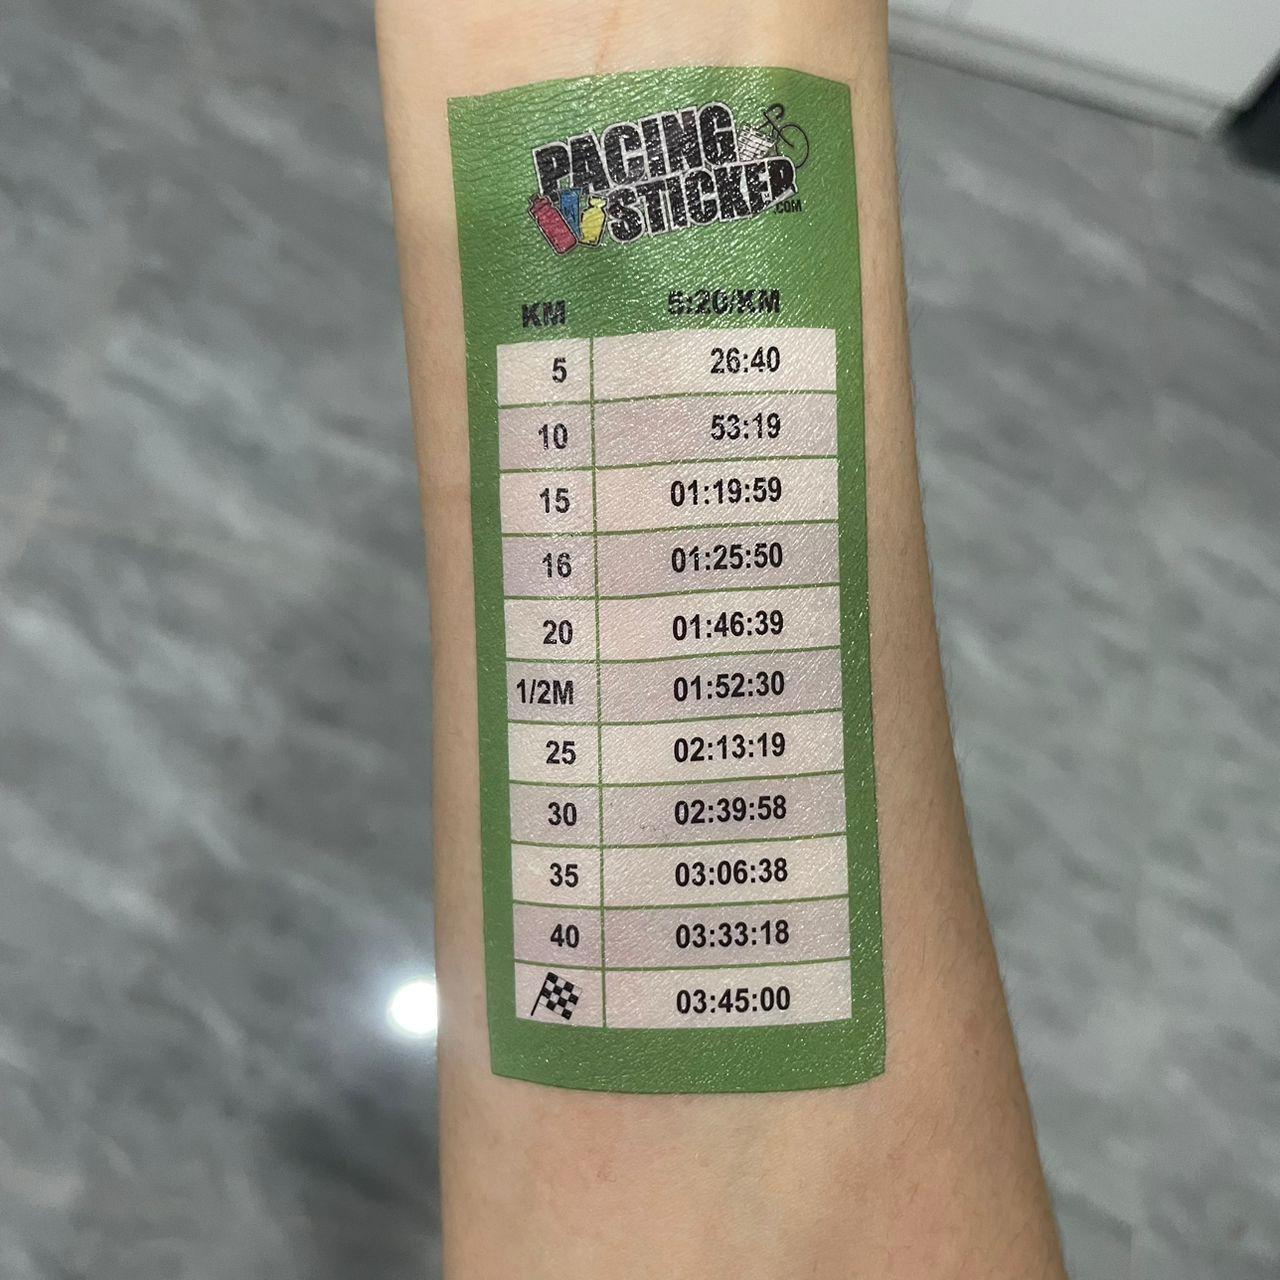 PACING
STICKER
.COM
KM 5:20/KM
5 26:40
10 53:19
15 01:19:59
16 01:25:50
20 01:46:39
1/2M 01:52:30
25 02:13:19
30 02:39:58
35 03:06:38
40 03:33:18
03:45:00